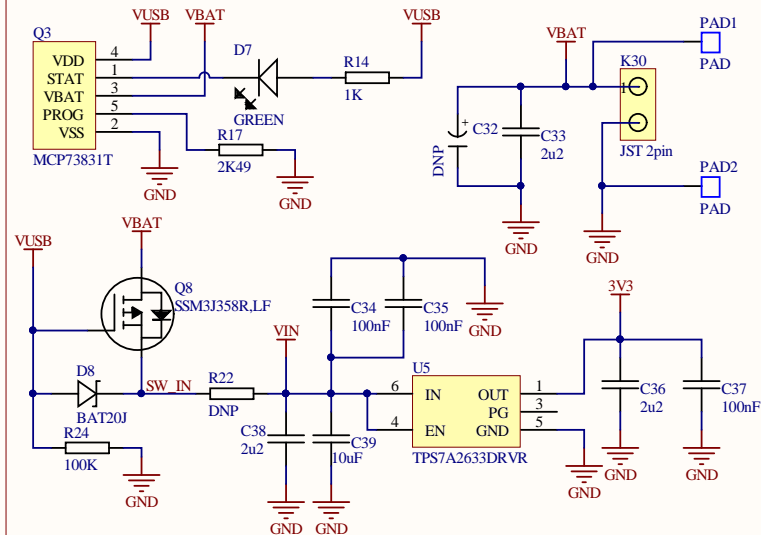 VUSB VBAT
Q3
VDD 4
STAT 1
VBAT 3
PROG 5
VSS 2
MCP73831T
D7
GREEN
R14
1K
VUSB
R17
2K49
GND
GND
VBAT
PAD1
PAD
K30
1
JST 2pin
+
C32
DNP
C33
2u2
GND
PAD2
PAD
GND
VUSB
VBAT
Q8
SSM3J358R,LF
D8
BAT20J
SW_IN
R24
100K
GND
R22
DNP
VIN
C34
100nF
C35
100nF
GND
C38
2u2
C39
10uF
GND
GND
U5
6 IN OUT 1
PG 3
4 EN GND 5
TPS7A2633DRVR
GND
3V3
C36
2u2
C37
100nF
GND
GND